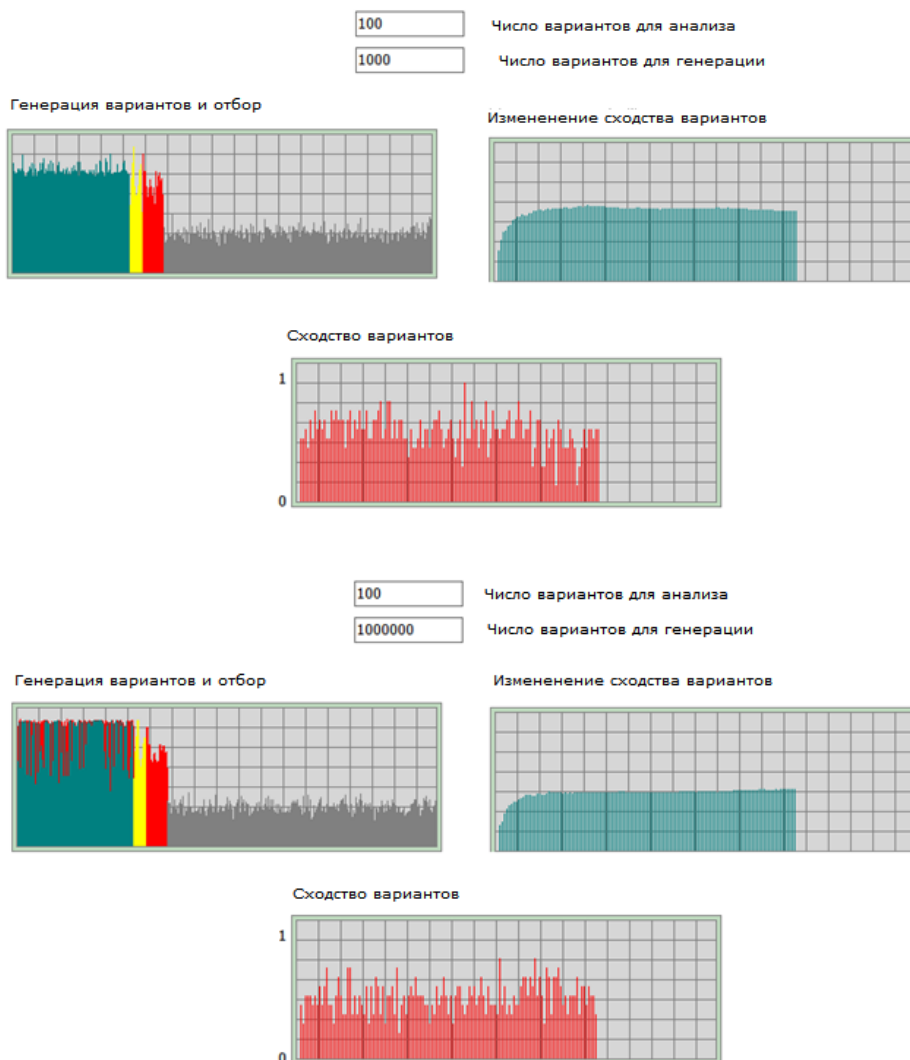 100 Число вариантов для анализа
1000 Число вариантов для генерации
Генерация вариантов и отбор
Измененение сходства вариантов
Сходство вариантов
1
0
100 Число вариантов для анализа
1000000 Число вариантов для генерации
Генерация вариантов и отбор
Измененение сходства вариантов
Сходство вариантов
1
0